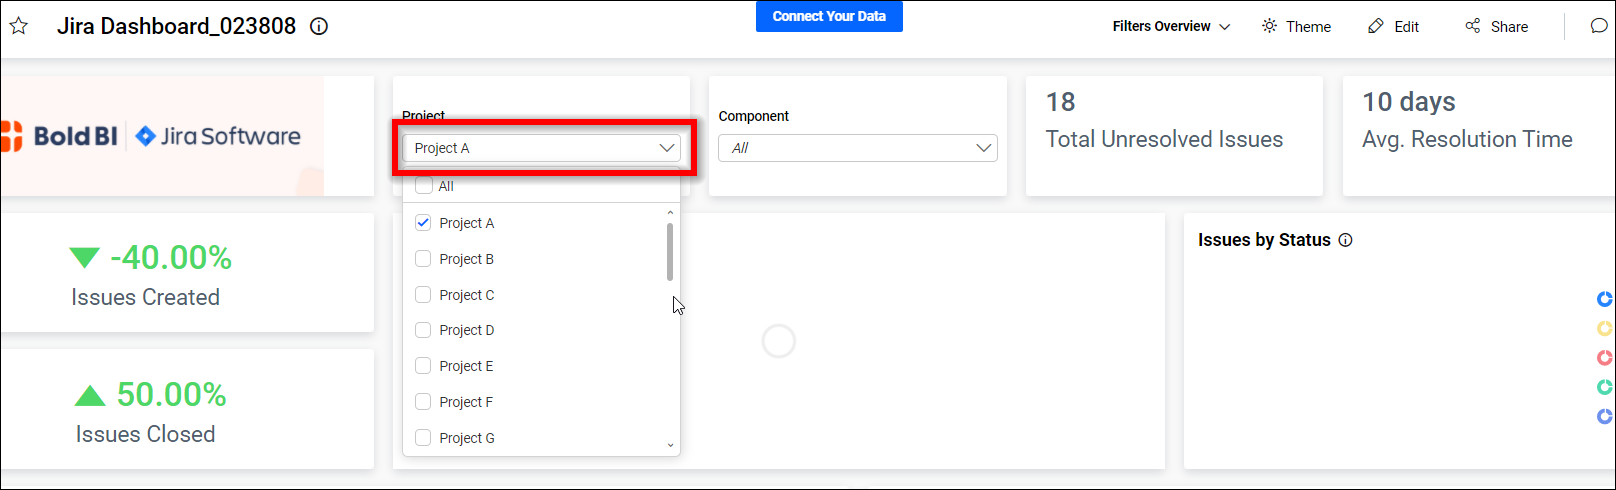 Jira Dashboard_023808
Connect Your Data
Filters Overview
Theme
Edit
Share
Bold BI
Jira Software
Project
Project A
All
Project A
Project B
Project C
Project D
Project E
Project F
Project G
Component
All
18
Total Unresolved Issues
10 days
Avg. Resolution Time
-40.00%
Issues Created
50.00%
Issues Closed
Issues by Status